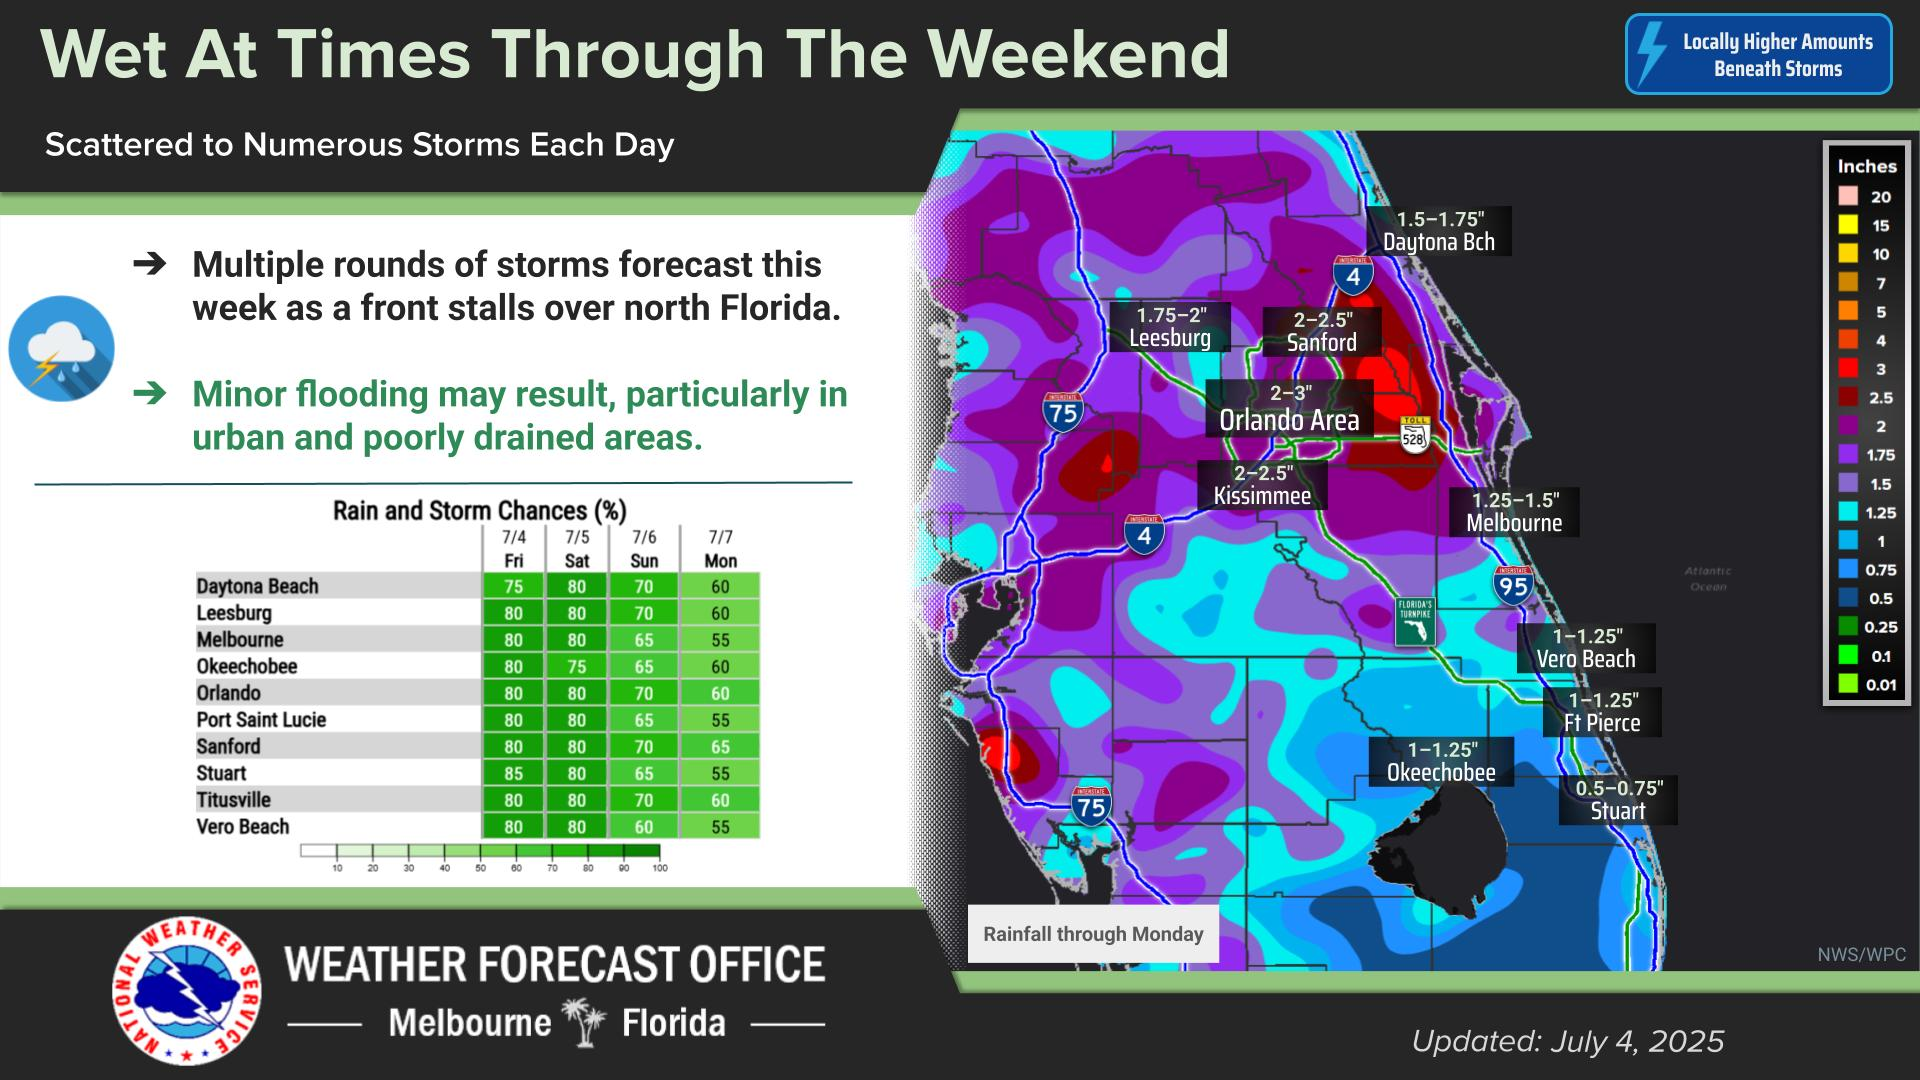 Wet At Times Through The Weekend
Locally Higher Amounts
Beneath Storms
Scattered to Numerous Storms Each Day
➔ Multiple rounds of storms forecast this
week as a front stalls over north Florida.
➔ Minor flooding may result, particularly in
urban and poorly drained areas.
Rain and Storm Chances (%)
7/4 7/5 7/6 7/7
Fri Sat Sun Mon
Daytona Beach 75 80 70 60
Leesburg 80 80 70 60
Melbourne 80 80 65 55
Okeechobee 80 75 65 60
Orlando 80 80 70 60
Port Saint Lucie 80 80 65 55
Sanford 80 80 70 65
Stuart 85 80 65 55
Titusville 80 80 70 60
Vero Beach 80 80 60 55
10 20 30 40 50 60 70 80 90 100
1.5–1.75"
Daytona Bch
INTERSTATE
4
1.75–2"
Leesburg
2–2.5"
Sanford
2–3"
Orlando Area
INTERSTATE
75
TOLL
528
2–2.5"
Kissimmee
1.25–1.5"
Melbourne
INTERSTATE
4
INTERSTATE
95
Atlantic
Ocean
FLORIDA'S
TURNPIKE
1–1.25"
Vero Beach
1–1.25"
Ft Pierce
1–1.25"
Okeechobee
0.5–0.75"
Stuart
INTERSTATE
75
Rainfall through Monday
Inches
20
15
10
7
5
4
3
2.5
2
1.75
1.5
1.25
1
0.75
0.5
0.25
0.1
0.01
NWS/WPC
NATIONAL WEATHER SERVICE
WEATHER FORECAST OFFICE
Melbourne Florida
Updated: July 4, 2025